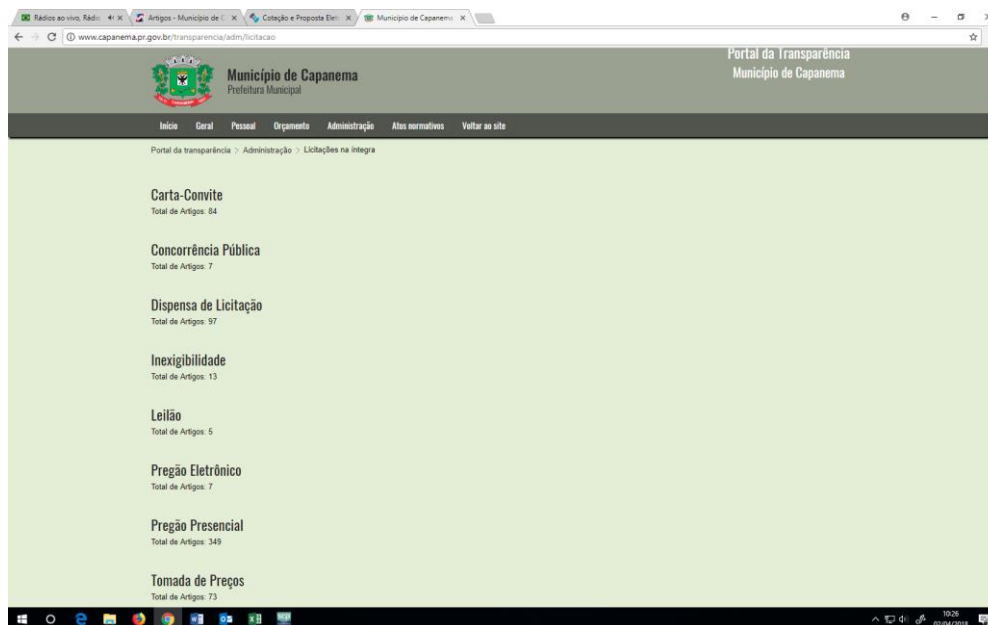 Rádios ao vivo, Rádio
Artigos - Município de C
Cotação e Proposta Eletr
Município de Capanema
www.capanema.pr.gov.br/transparencia/adm/licitacao
Município de Capanema
Prefeitura Municipal
Portal da Transparência
Município de Capanema
Início Geral Pessoal Orçamento Administração Atos normativos Voltar ao site
Portal da transparência > Administração > Licitações na íntegra
Carta-Convite
Total de Artigos: 84
Concorrência Pública
Total de Artigos: 7
Dispensa de Licitação
Total de Artigos: 97
Inexigibilidade
Total de Artigos: 13
Leilão
Total de Artigos: 5
Pregão Eletrônico
Total de Artigos: 7
Pregão Presencial
Total de Artigos: 349
Tomada de Preços
Total de Artigos: 73
10:26
02/04/2018